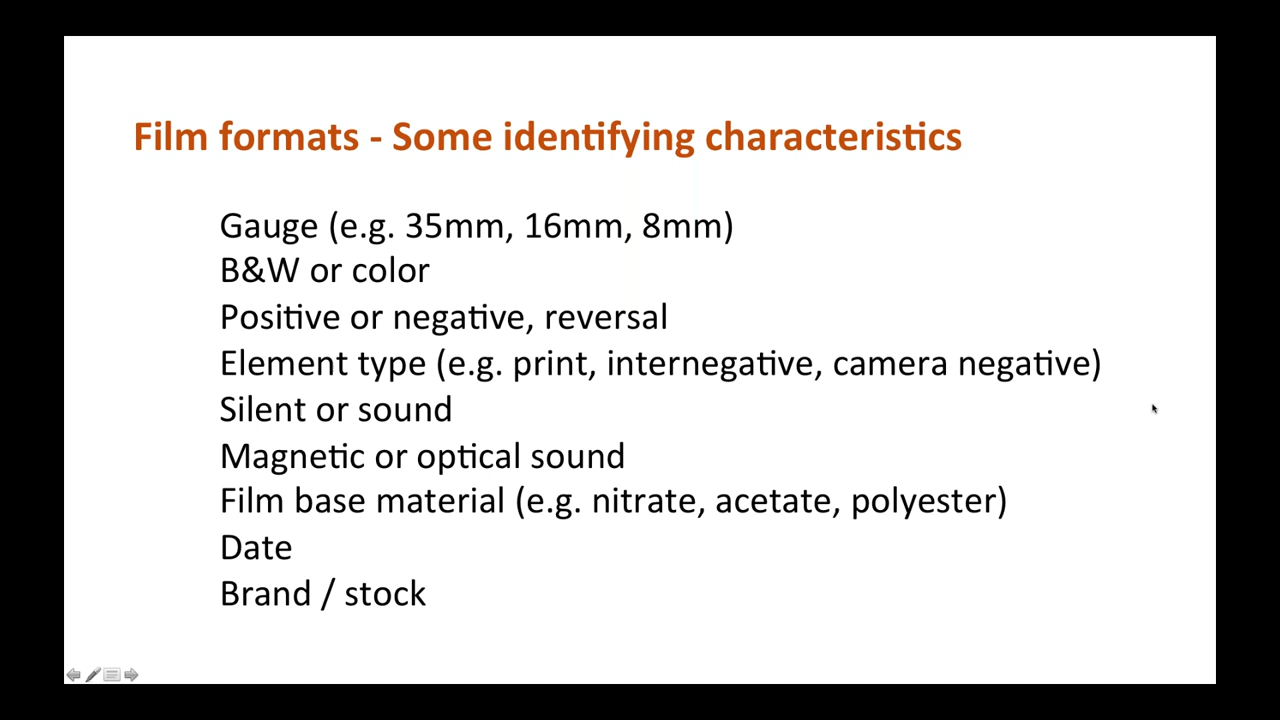 Film formats - Some identifying characteristics
Gauge (e.g. 35mm, 16mm, 8mm)
B&W or color
Positive or negative, reversal
Element type (e.g. print, internegative, camera negative)
Silent or sound
Magnetic or optical sound
Film base material (e.g. nitrate, acetate, polyester)
Date
Brand / stock